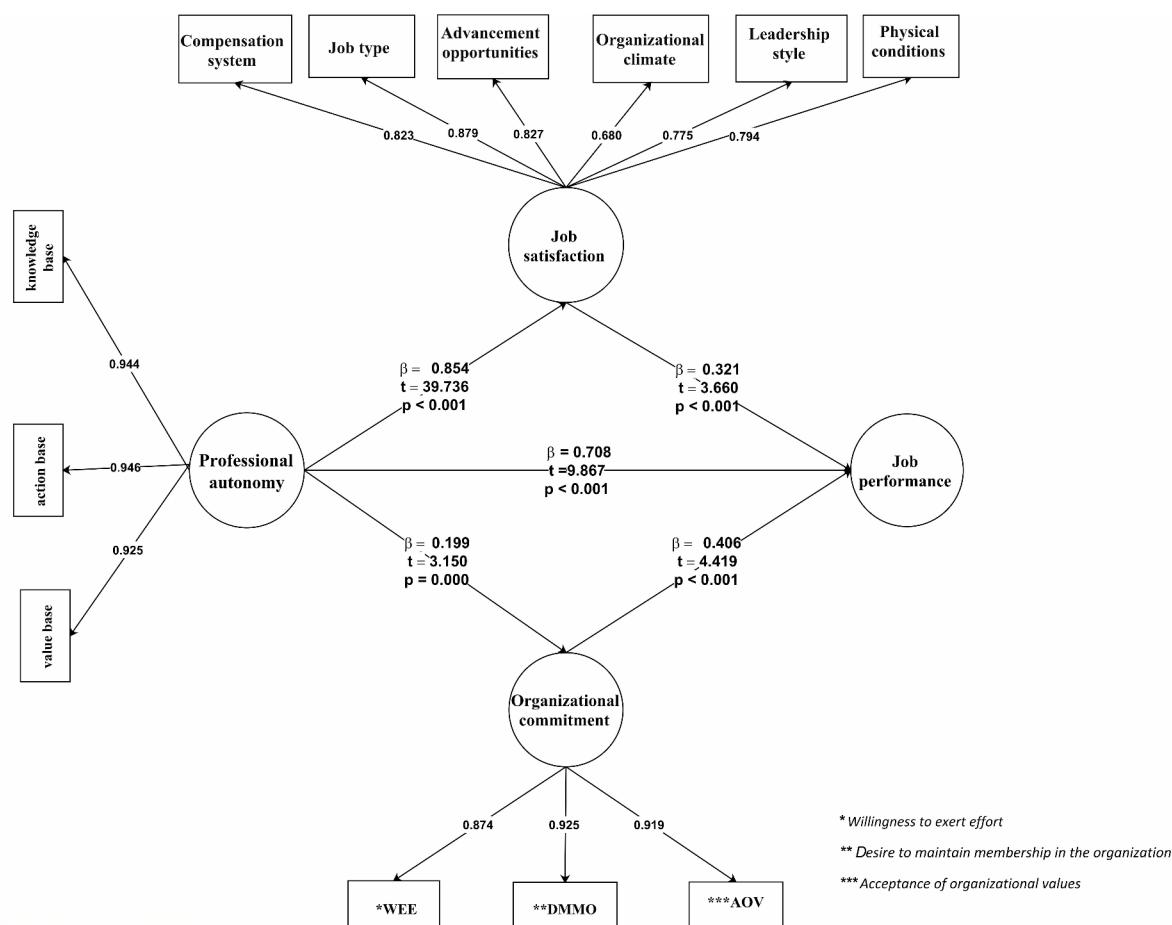 Compensation
system
Job type
Advancement
opportunities
Organizational
climate
Leadership
style
Physical
conditions
0.823
0.879
0.827
0.680
0.775
0.794
Job
satisfaction
knowledge
base
0.944
β = 0.854
t = 39.736
p < 0.001
β = 0.321
t = 3.660
p < 0.001
action base
0.946
Professional
autonomy
β = 0.708
t =9.867
p < 0.001
Job
performance
value base
0.925
β = 0.199
t = 3.150
p = 0.000
β = 0.406
t = 4.419
p < 0.001
Organizational
commitment
0.874
0.925
0.919
*WEE
**DMMO
***AOV
* Willingness to exert effort
** Desire to maintain membership in the organization
*** Acceptance of organizational values